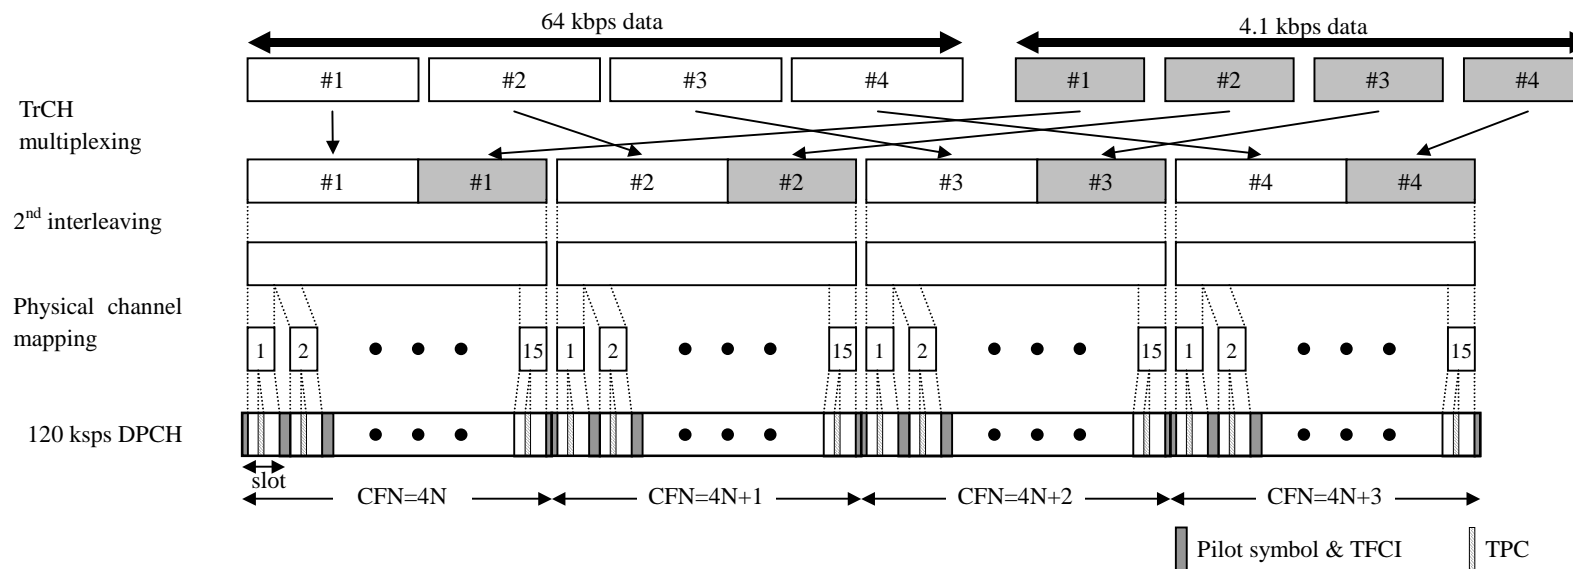 64 kbps data 4.1 kbps data
#1 #2 #3 #4 #1 #2 #3 #4
TrCH
multiplexing
#1 #1 #2 #2 #3 #3 #4 #4
2nd interleaving
Physical channel
mapping
1 2 15 1 2 15 1 2 15 1 2 15
120 ksps DPCH
slot
CFN=4N CFN=4N+1 CFN=4N+2 CFN=4N+3
Pilot symbol & TFCI TPC